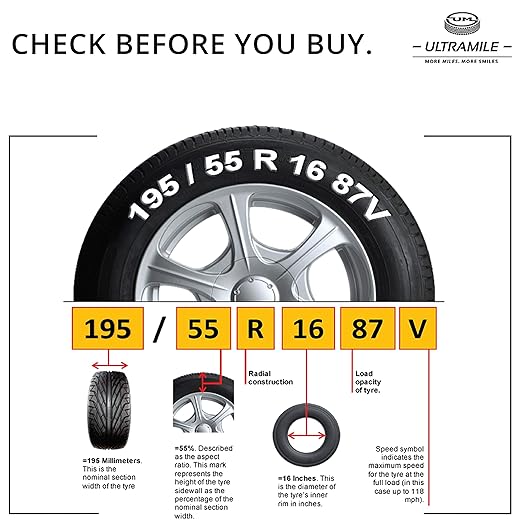 CHECK BEFORE YOU BUY.
UM
- ULTRAMILE -
MORE MILES. MORE SMILES.
195 / 55 R 16 87V
195 / 55 R 16 87 V
Radial
construction
Load
opacity
of tyre.
=195 Millimeters.
This is the
nominal section
width of the tyre
=55%. Described
as the aspect
ratio. This mark
represents the
height of the tyre
sidewall as the
percentage of the
nominal section
width.
=16 Inches. This
is the diameter of
the tyre's inner
rim in inches.
Speed symbol
indicates the
maximum speed
for the tyre at the
full load (in this
case up to 118
mph).